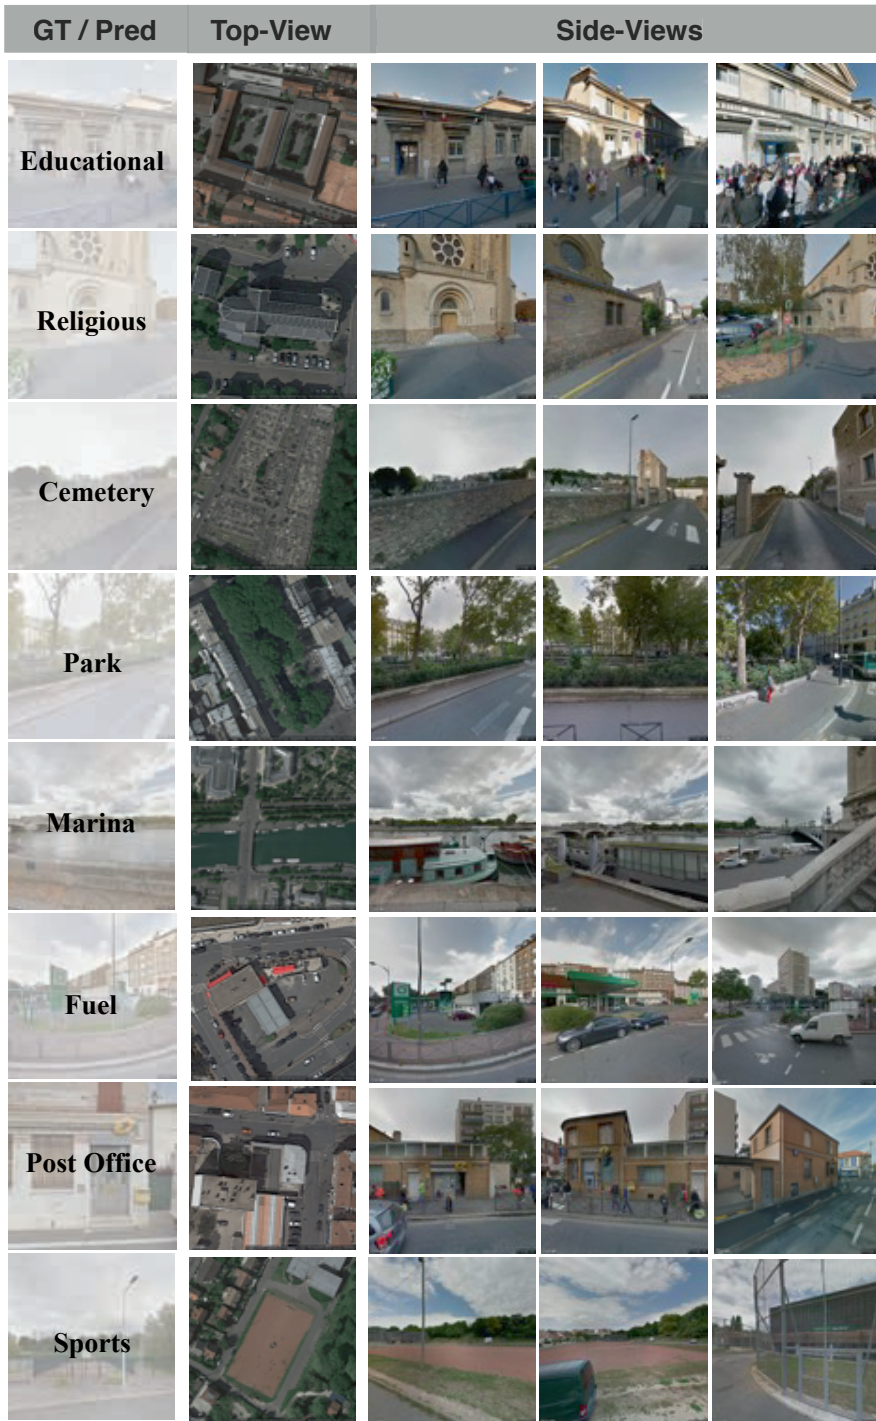 GT / Pred Top-View Side-Views
Educational
Religious
Cemetery
Park
Marina
Fuel
Post Office
Sports